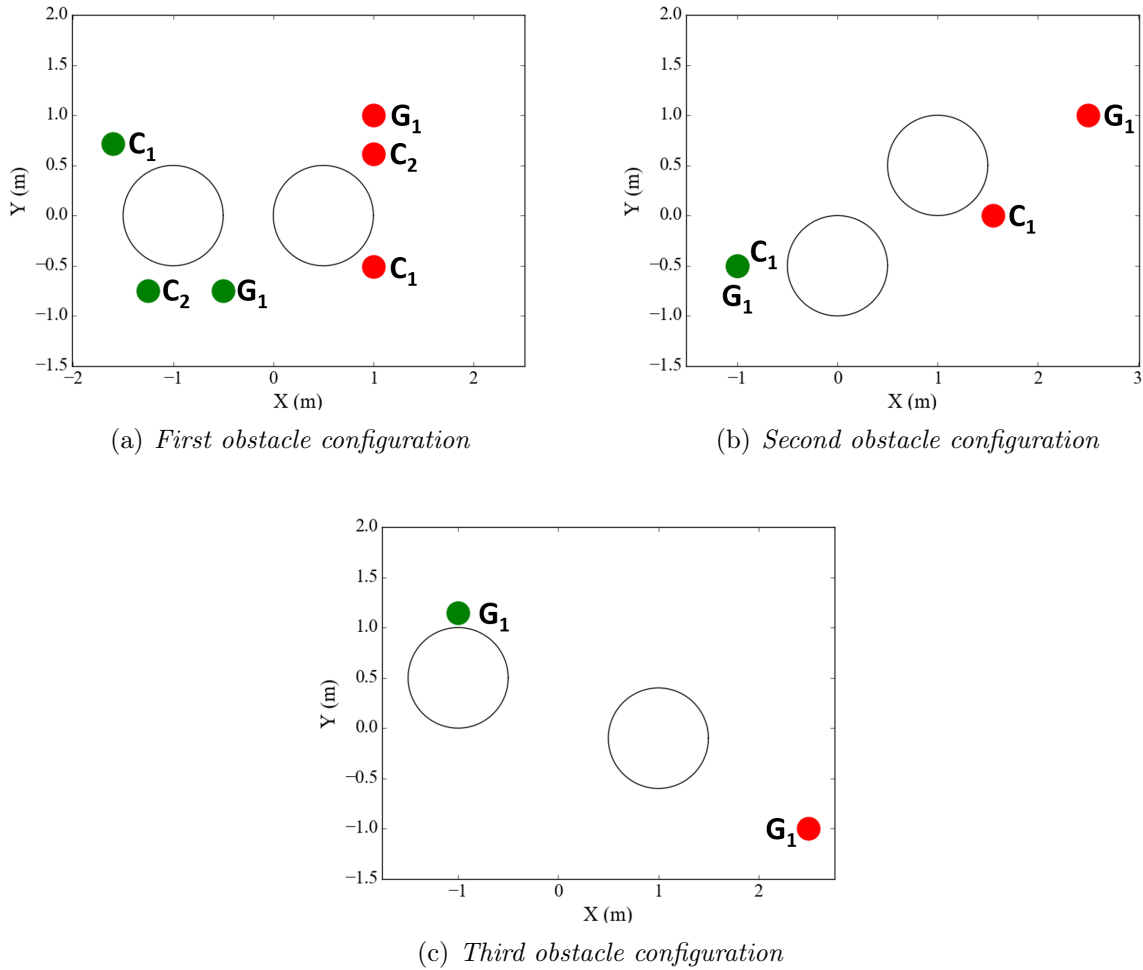 2.0
1.5
1.0
0.5
0.0
−0.5
−1.0
−1.5
Y (m)
−2
−1
0
1
2
X (m)
C1
C2
G1
G1
C2
C1
(a) First obstacle configuration
2.0
1.5
1.0
0.5
0.0
−0.5
−1.0
−1.5
Y (m)
−1
0
1
2
3
X (m)
G1
C1
C1
G1
(b) Second obstacle configuration
2.0
1.5
1.0
0.5
0.0
−0.5
−1.0
−1.5
Y (m)
−1
0
1
2
X (m)
G1
G1
(c) Third obstacle configuration